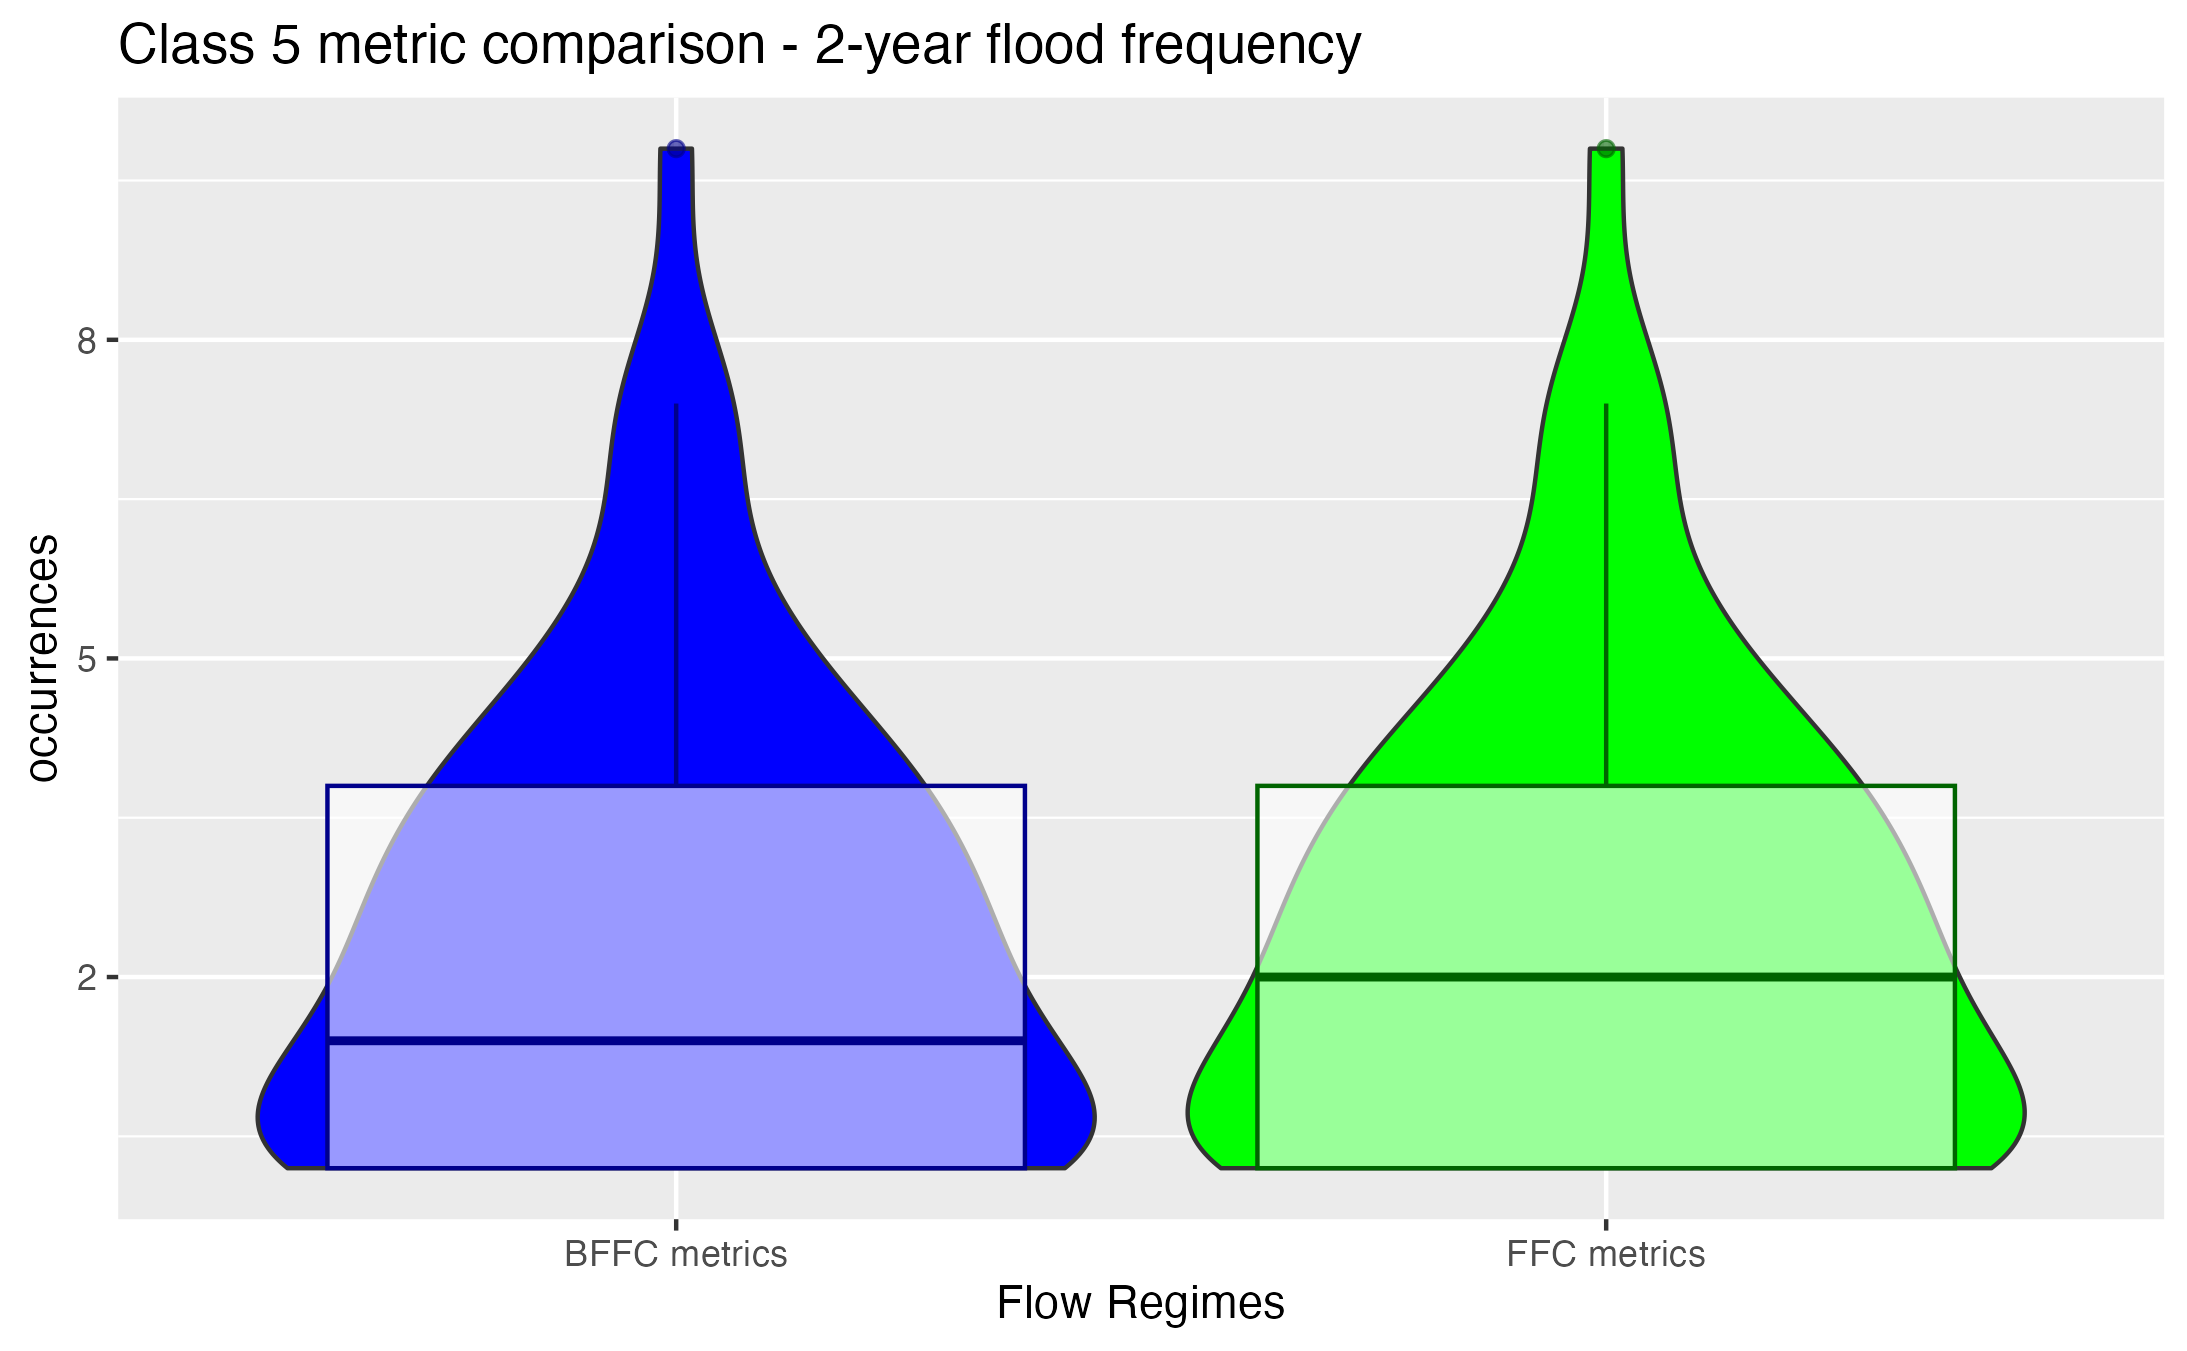 Class 5 metric comparison - 2-year flood frequency
occurrences
8
5
2
BFFC metrics
FFC metrics
Flow Regimes